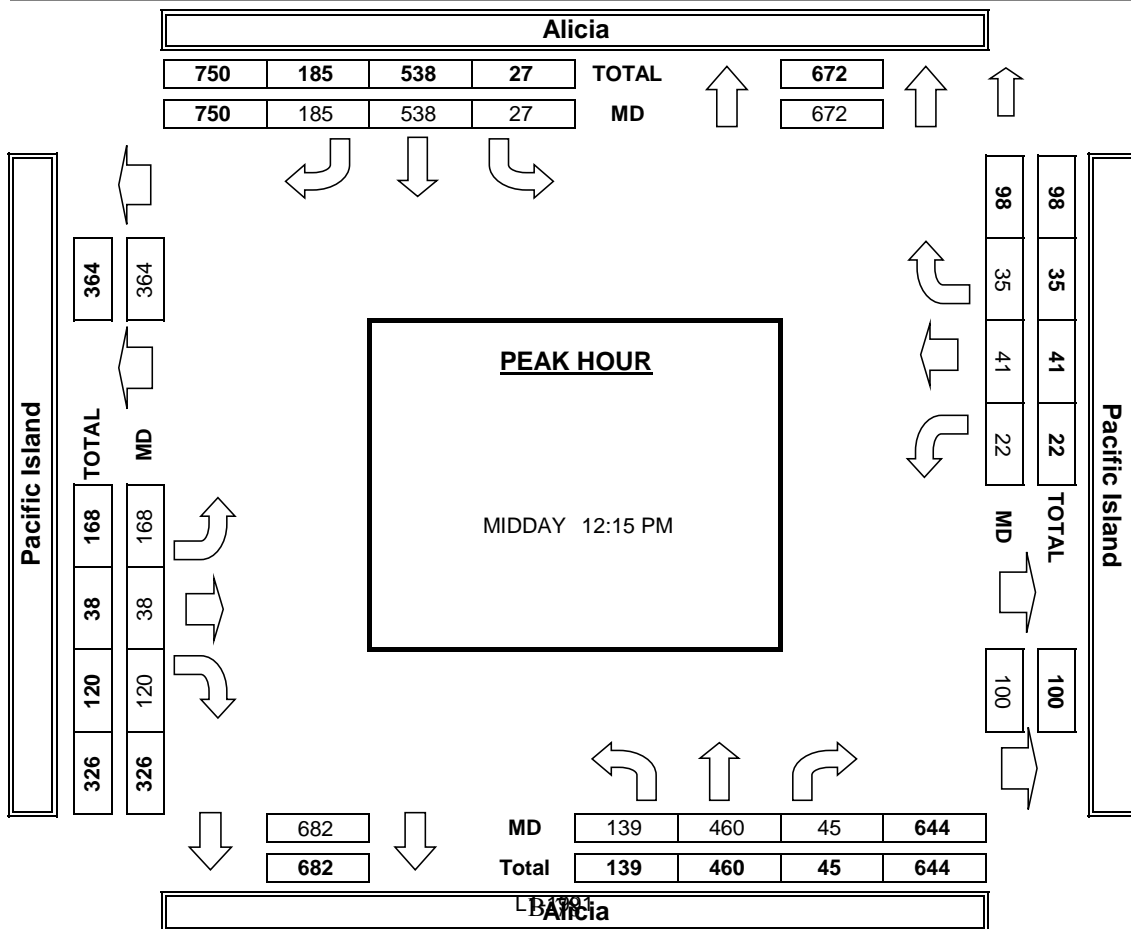 Alicia
750 185 538 27 TOTAL 672
750 185 538 27 MD 672
Pacific Island
364 364
TOTAL MD
168 168
38 38
120 120
326 326
PEAK HOUR
MIDDAY 12:15 PM
98 98
35 35
41 41
22 22
MD TOTAL
100 100
Pacific Island
682 MD 139 460 45 644
682 Total 139 460 45 644
Alicia